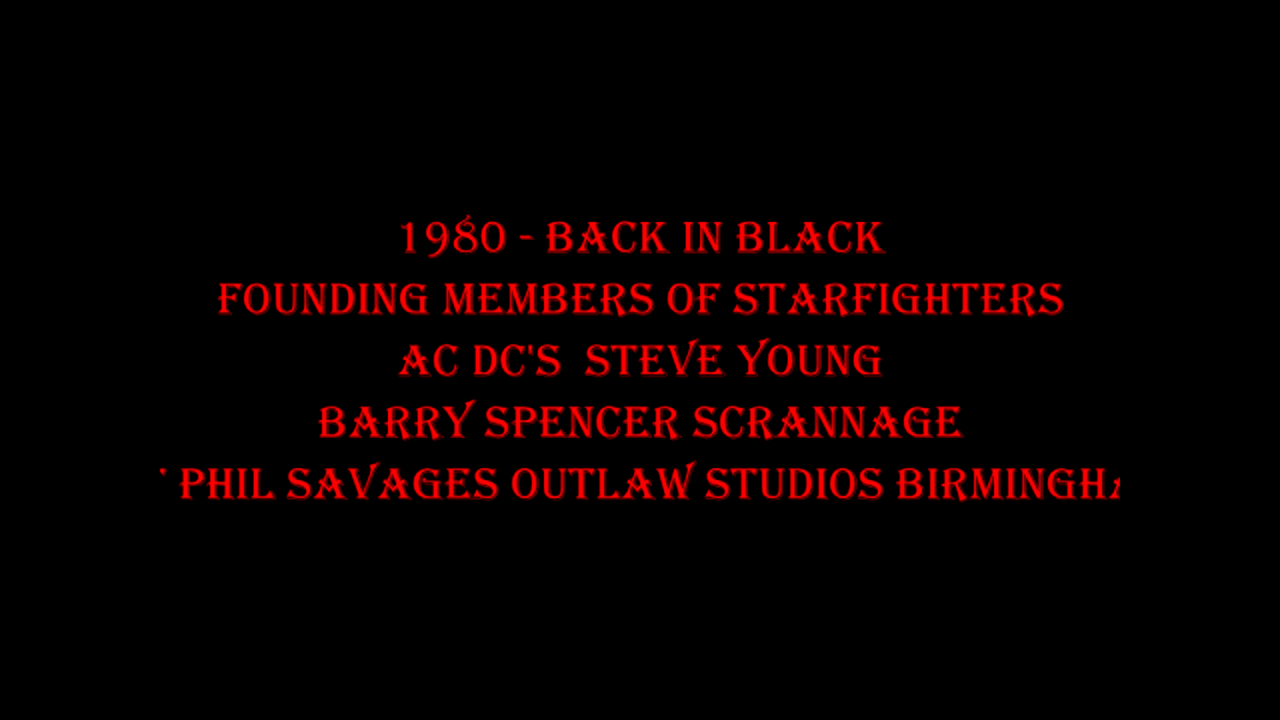 1980 - BACK IN BLACK
FOUNDING MEMBERS OF STARFIGHTERS
AC DC'S STEVE YOUNG
BARRY SPENCER SCRANNAGE
PHIL SAVAGES OUTLAW STUDIOS